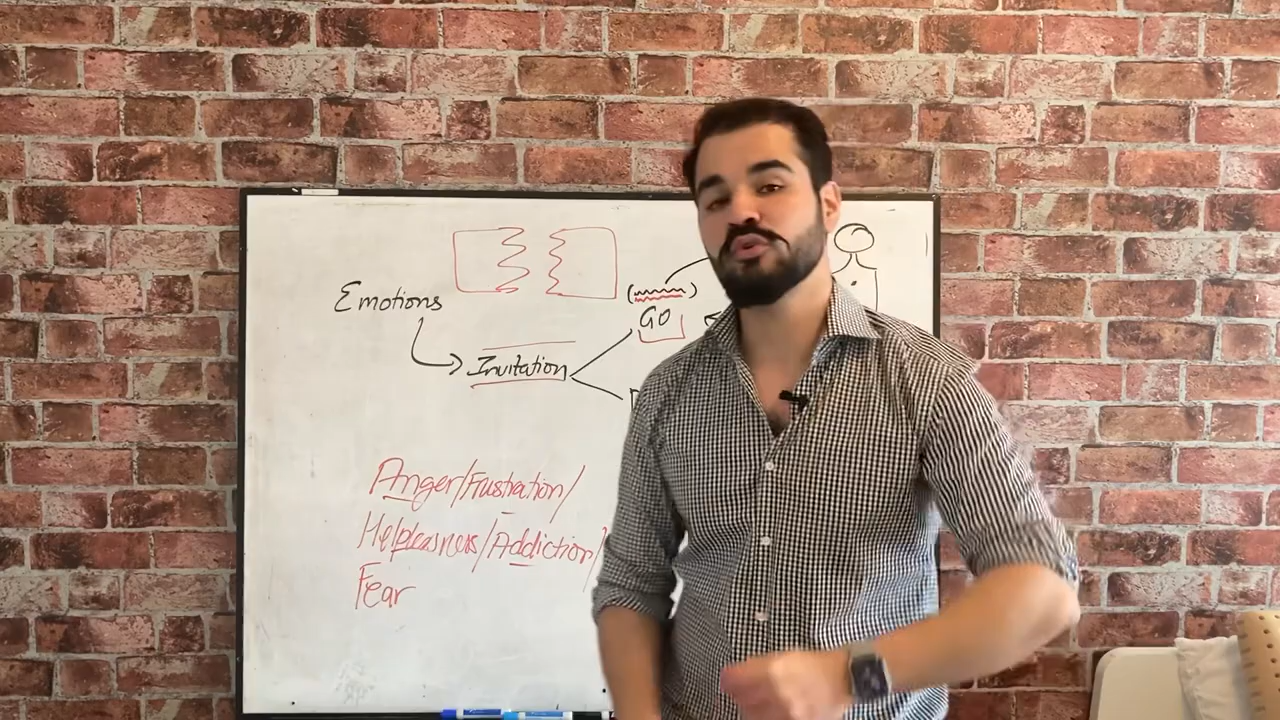 GO
Emotions
Invitation
Anger/Frustration/
Helplessness/Addiction/
Fear